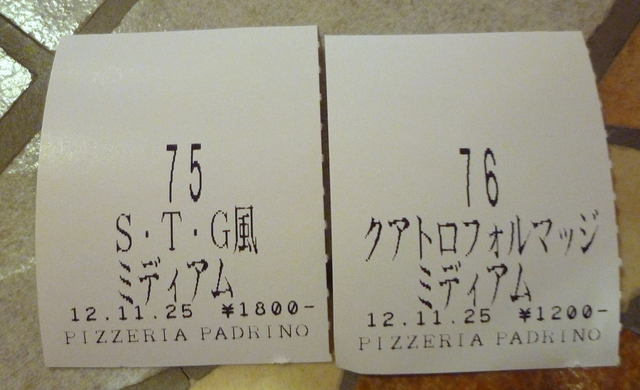 75
S・T・G風
ミディアム
12.11.25 ¥1800-
PIZZERIA PADRINO
76
クアトロフォルマッジ
ミディアム
12.11.25 ¥1200-
PIZZERIA PADRINO